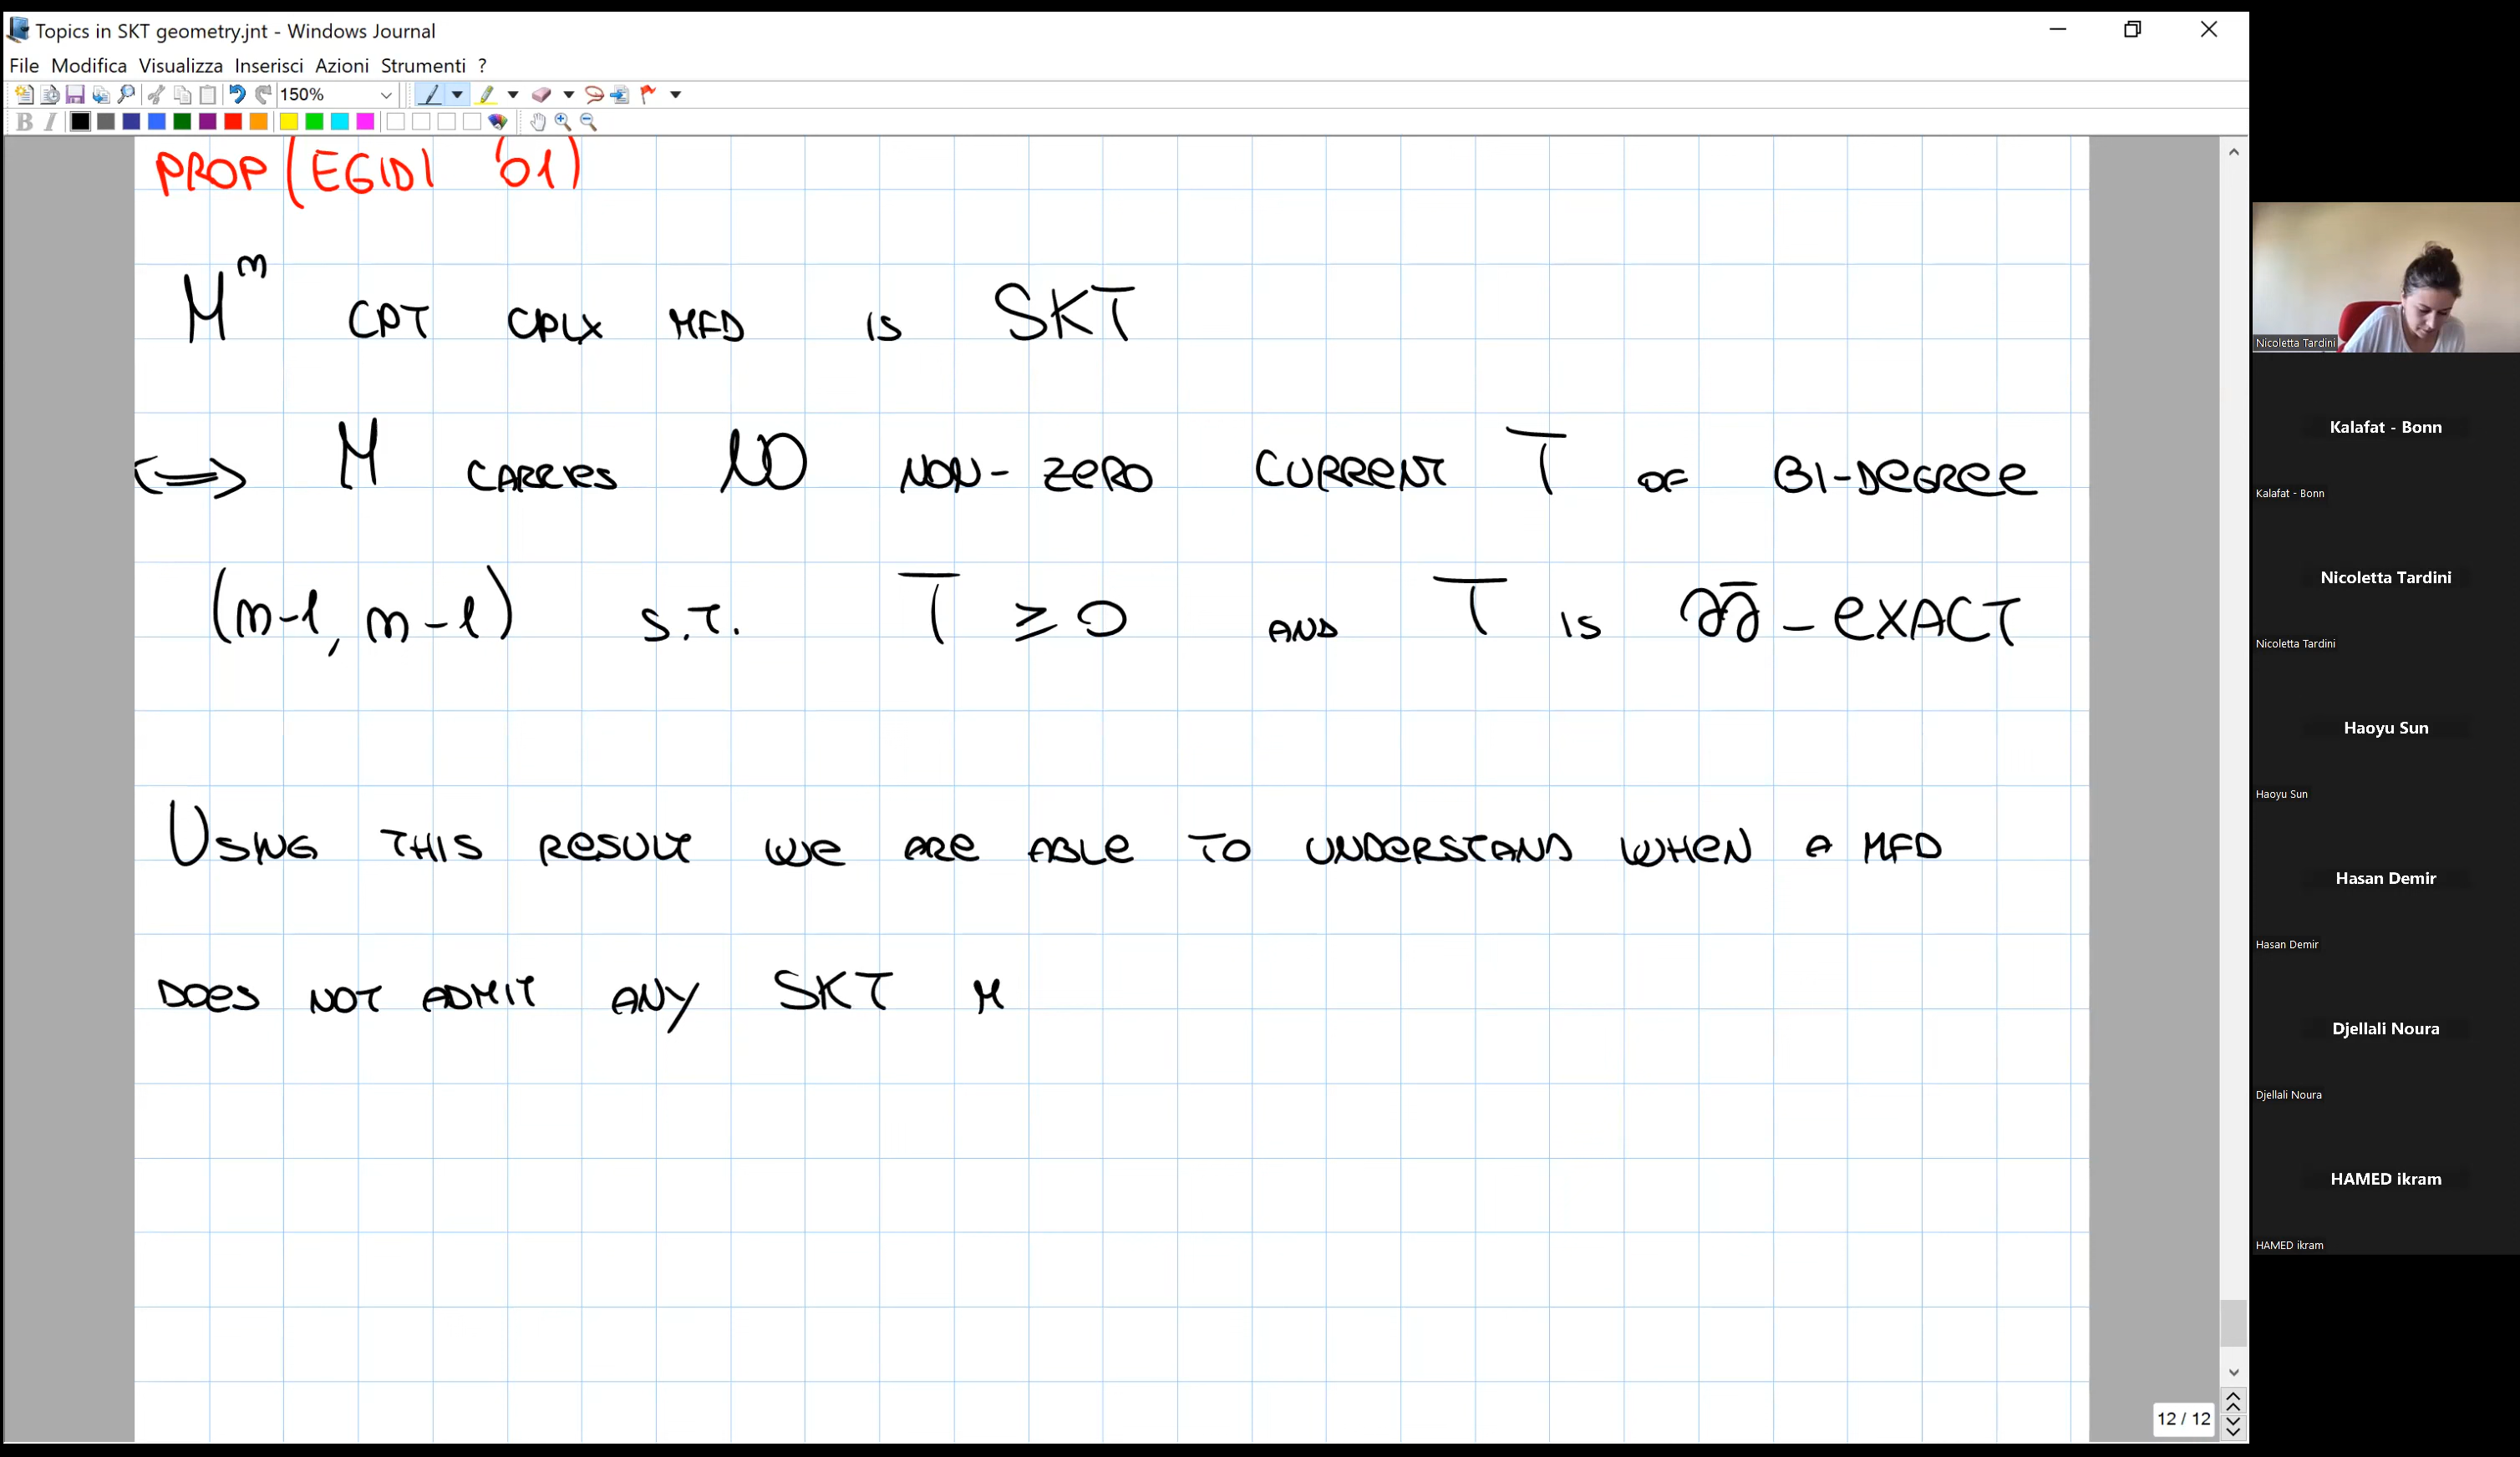 Topics in SKT geometry.jnt - Windows Journal
File Modifica Visualizza Inserisci Azioni Strumenti ?
150%
B I
PROP (EGIDI '01)
M^n CPT CPLX MFD IS SKT
⟺ M CARRIES NO NON-ZERO CURRENT T OF BI-DEGREE
(n-1, n-1) S.T. T ≥ 0 AND T IS ∂∂̄-EXACT
USING THIS RESULT WE ARE ABLE TO UNDERSTAND WHEN A MFD
DOES NOT ADMIT ANY SKT M
12 / 12
Nicoletta Tardini
Kalafat - Bonn
Kalafat - Bonn
Nicoletta Tardini
Nicoletta Tardini
Haoyu Sun
Haoyu Sun
Hasan Demir
Hasan Demir
Djellali Noura
Djellali Noura
HAMED ikram
HAMED ikram